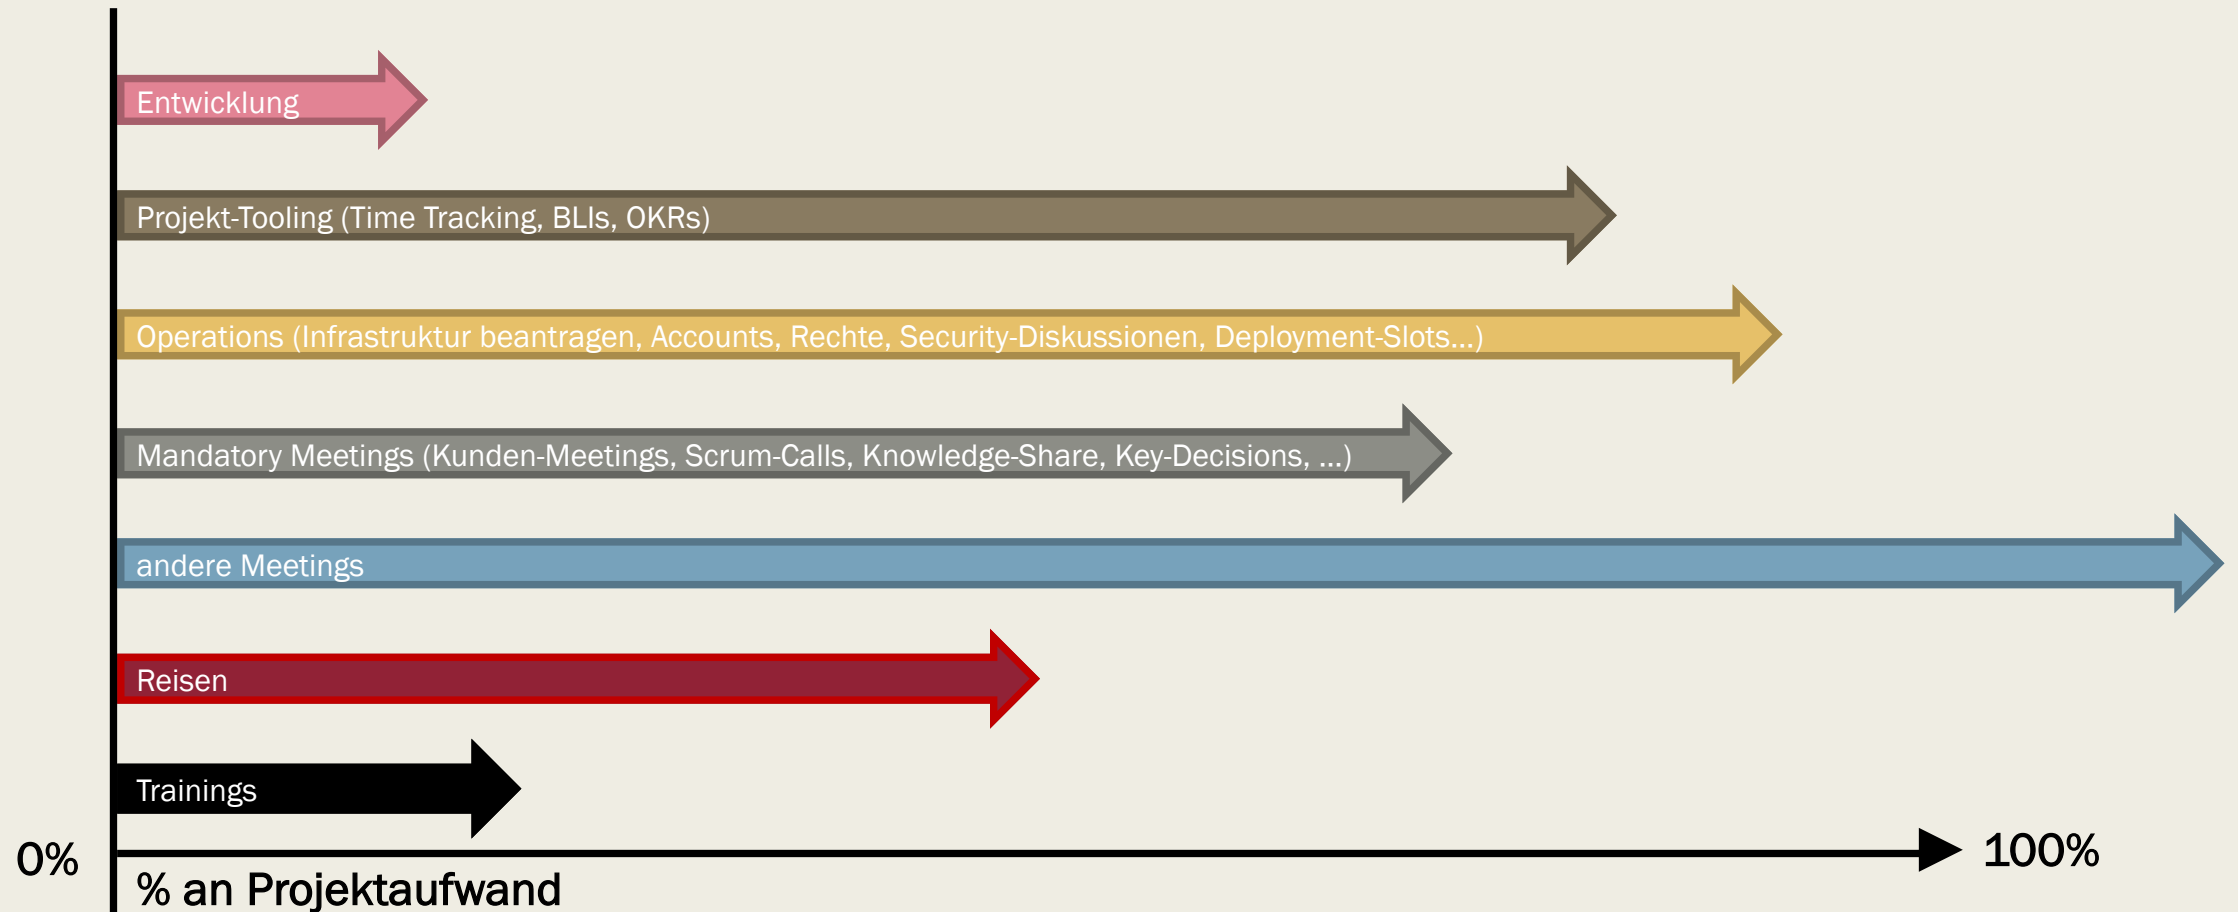 Entwicklung
Projekt-Tooling (Time Tracking, BLIs, OKRs)
Operations (Infrastruktur beantragen, Accounts, Rechte, Security-Diskussionen, Deployment-Slots...)
Mandatory Meetings (Kunden-Meetings, Scrum-Calls, Knowledge-Share, Key-Decisions, ...)
andere Meetings
Reisen
Trainings
0%
100%
% an Projektaufwand